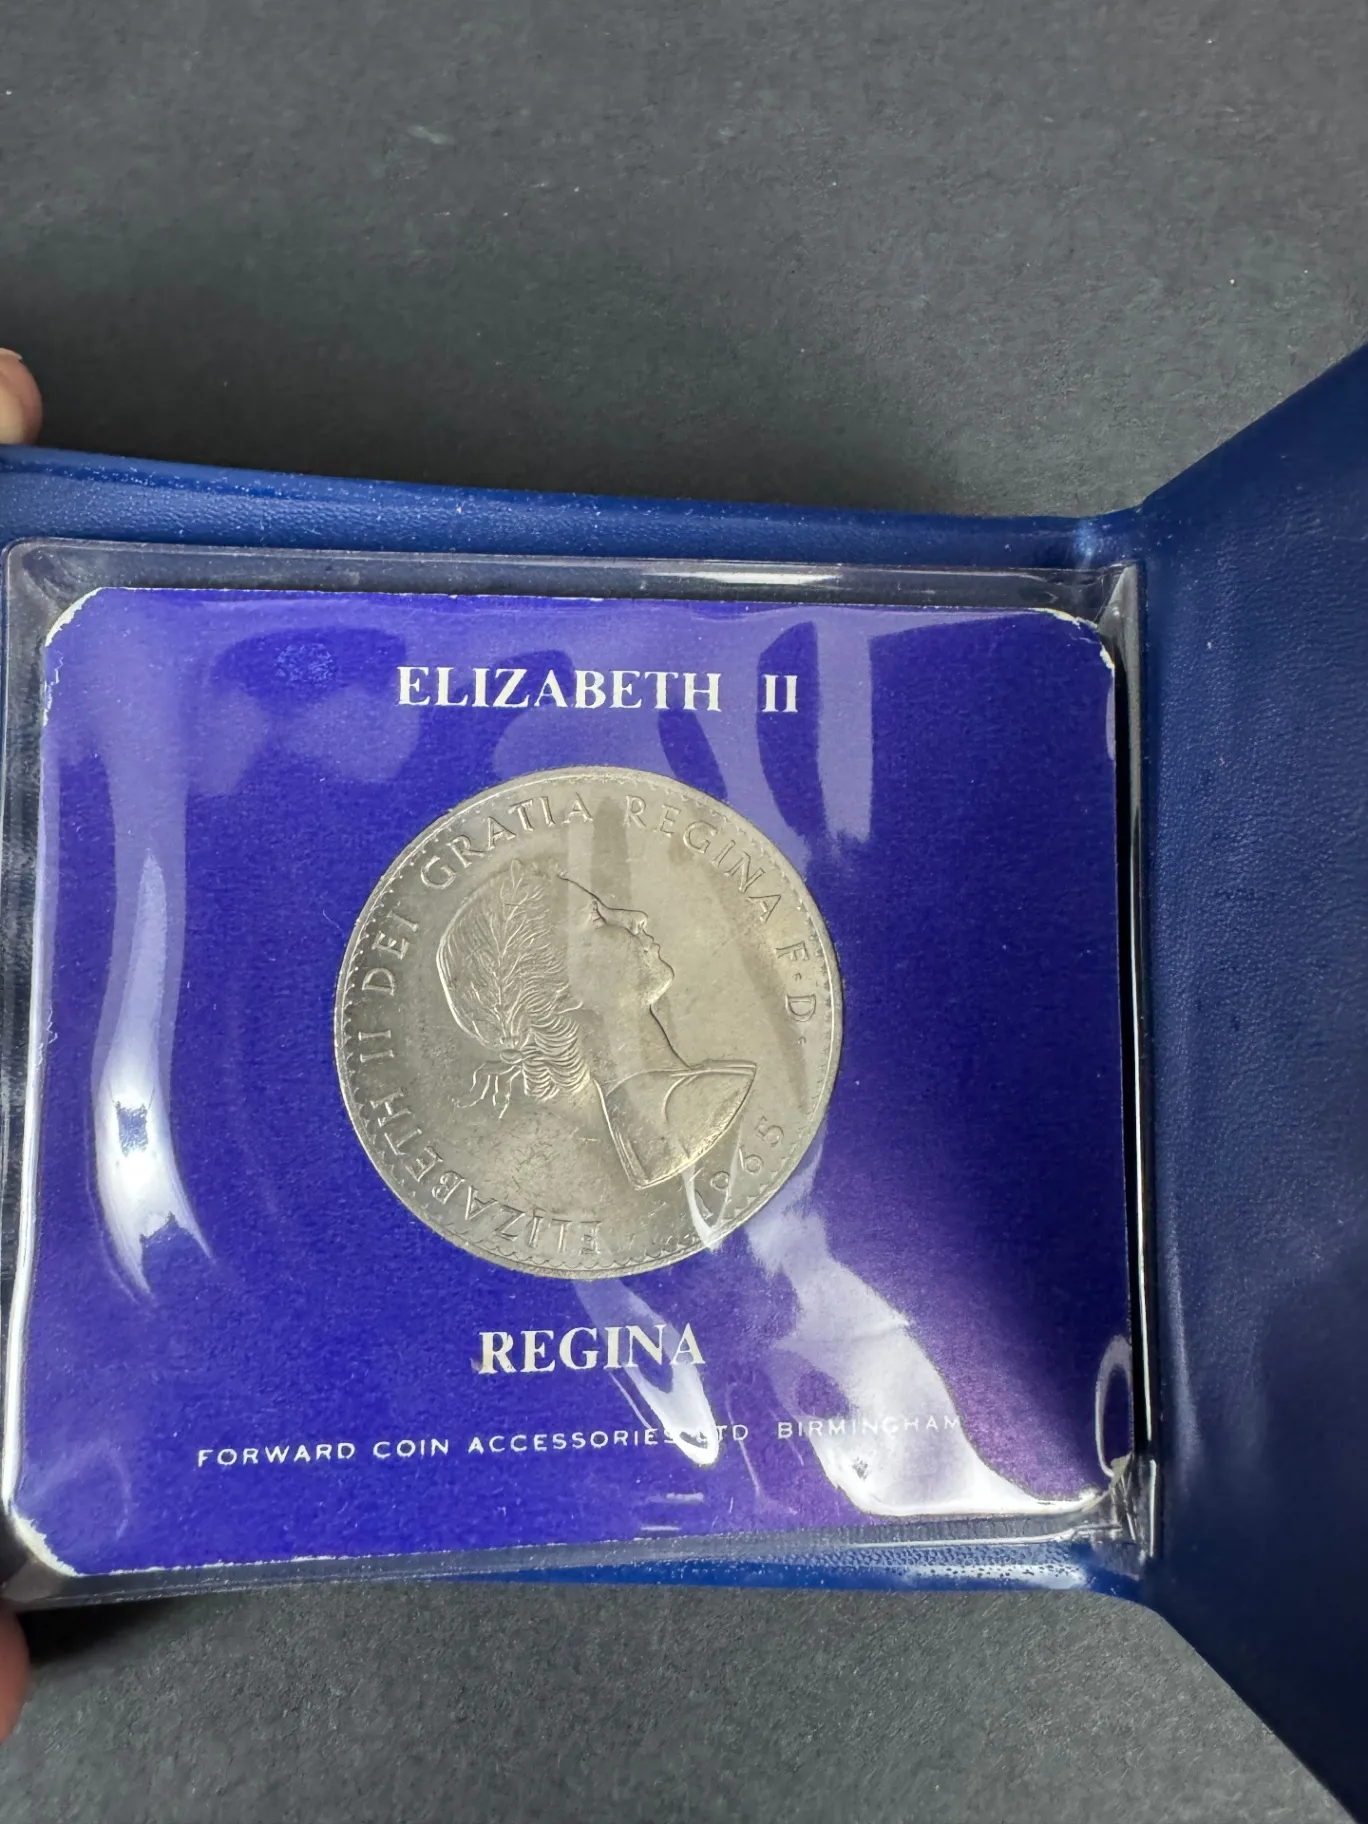 ELIZABETH II
ELIZABETH II DEI GRATIA REGINA F·D·
1965
REGINA
FORWARD COIN ACCESSORIES LTD BIRMINGHAM